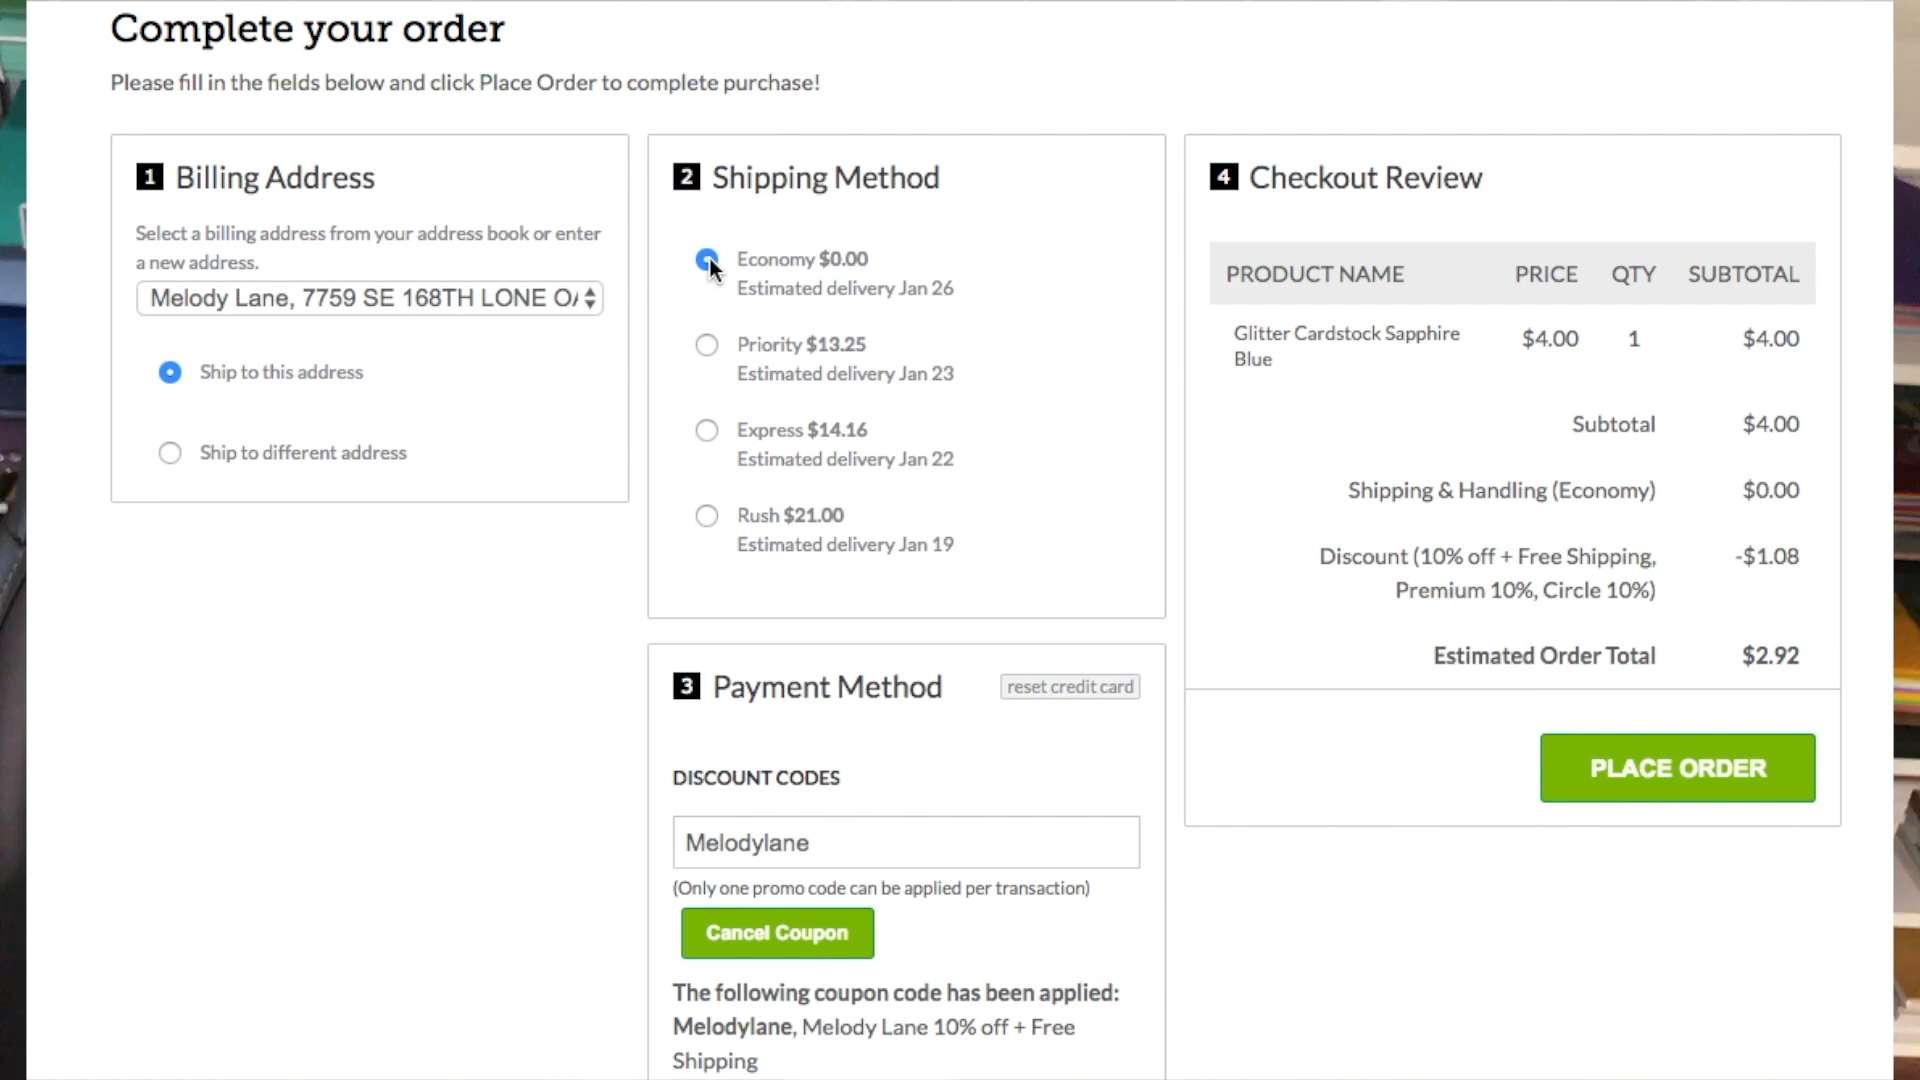 Complete your order
Please fill in the fields below and click Place Order to complete purchase!
1 Billing Address
Select a billing address from your address book or enter
a new address.
Melody Lane, 7759 SE 168TH LONE
Ship to this address
Ship to different address
2 Shipping Method
Economy $0.00
Estimated delivery Jan 26
Priority $13.25
Estimated delivery Jan 23
Express $14.16
Estimated delivery Jan 22
Rush $21.00
Estimated delivery Jan 19
3 Payment Method
reset credit card
DISCOUNT CODES
Melodylane
(Only one promo code can be applied per transaction)
Cancel Coupon
The following coupon code has been applied:
Melodylane, Melody Lane 10% off + Free
Shipping
4 Checkout Review
PRODUCT NAME PRICE QTY SUBTOTAL
Glitter Cardstock Sapphire $4.00 1 $4.00
Blue
Subtotal $4.00
Shipping & Handling (Economy) $0.00
Discount (10% off + Free Shipping, -$1.08
Premium 10%, Circle 10%)
Estimated Order Total $2.92
PLACE ORDER